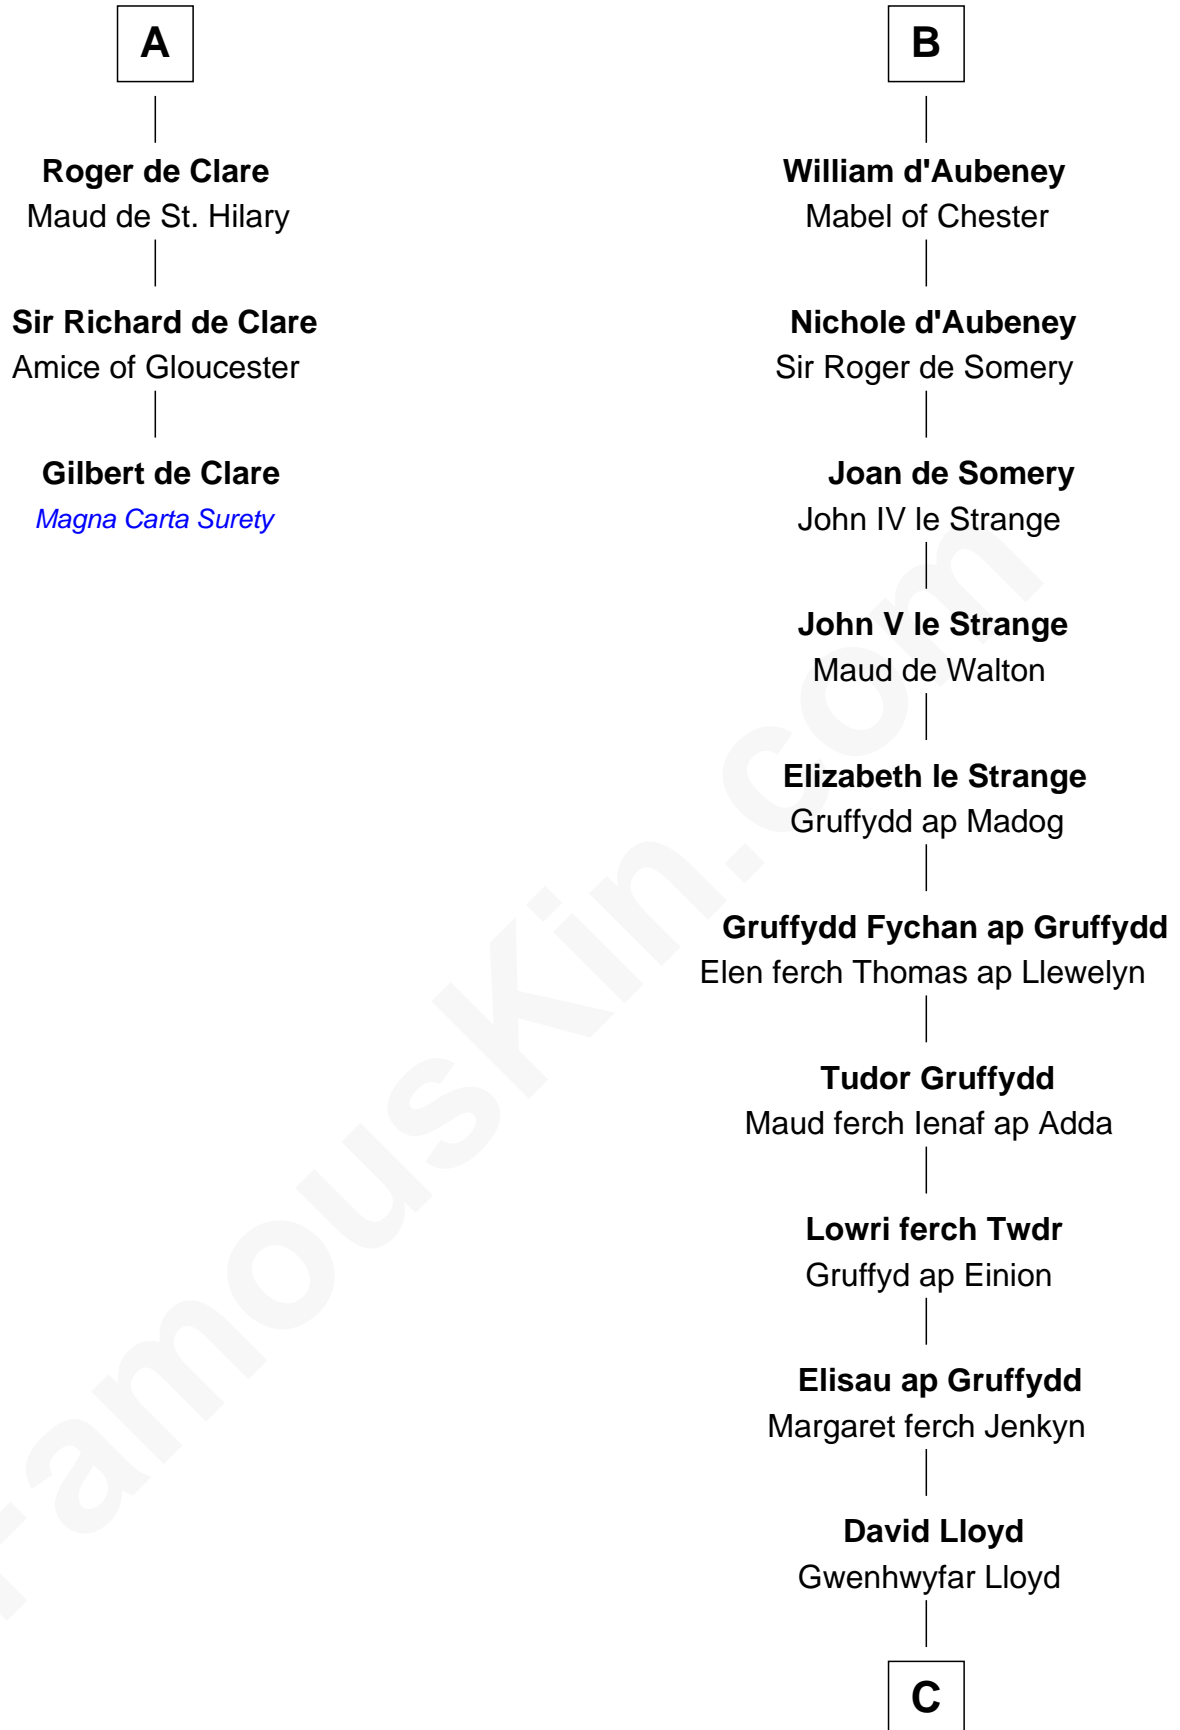 A
Roger de Clare
Maud de St. Hilary
Sir Richard de Clare
Amice of Gloucester
Gilbert de Clare
Magna Carta Surety
B
William d'Aubeney
Mabel of Chester
Nichole d'Aubeney
Sir Roger de Somery
Joan de Somery
John IV le Strange
John V le Strange
Maud de Walton
Elizabeth le Strange
Gruffydd ap Madog
Gruffydd Fychan ap Gruffydd
Elen ferch Thomas ap Llewelyn
Tudor Gruffydd
Maud ferch Ienaf ap Adda
Lowri ferch Twdr
Gruffyd ap Einion
Elisau ap Gruffydd
Margaret ferch Jenkyn
David Lloyd
Gwenhwyfar Lloyd
C
FamousKin.com